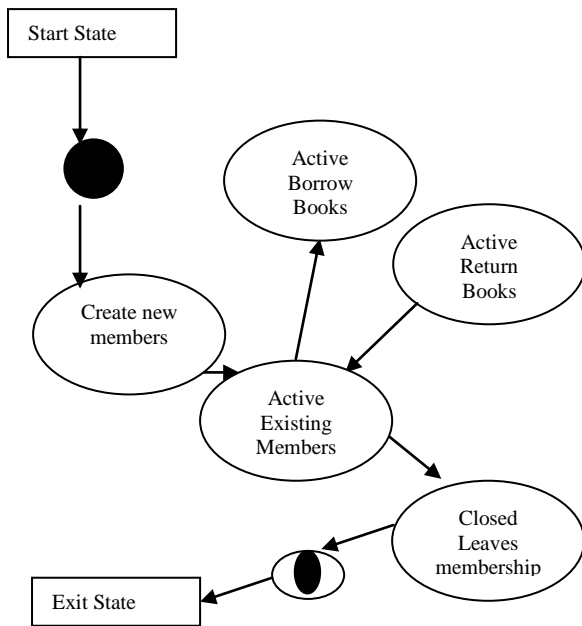 Start State
Active
Borrow
Books
Active
Return
Books
Create new
members
Active
Existing
Members
Closed
Leaves
membership
Exit State